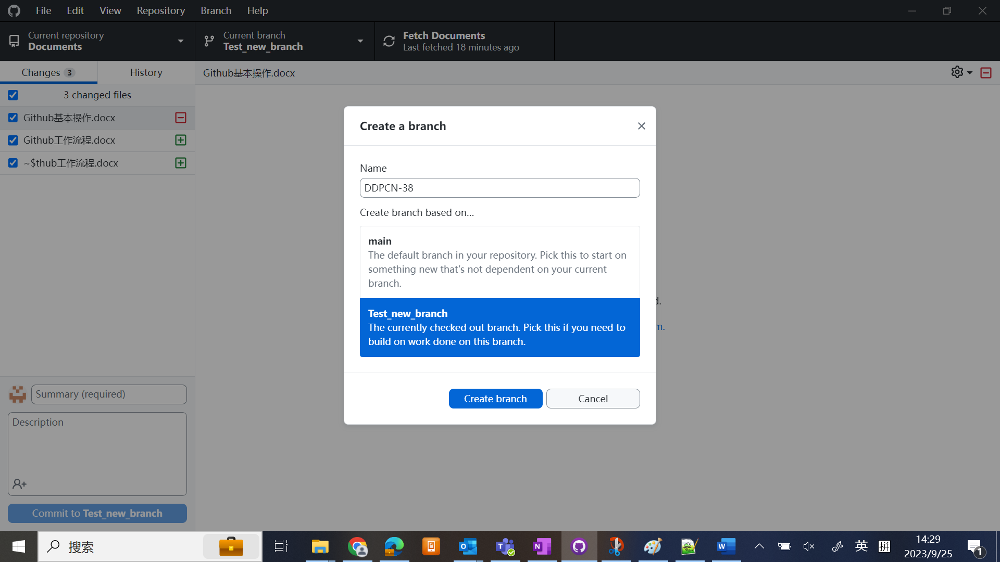 File Edit View Repository Branch Help
Current repository
Documents
Current branch
Test_new_branch
Fetch Documents
Last fetched 18 minutes ago
Changes 3
History
Github基本操作.docx
3 changed files
Github基本操作.docx
Github工作流程.docx
~$thub工作流程.docx
Create a branch
Name
DDPCN-38
Create branch based on...
main
The default branch in your repository. Pick this to start on
something new that's not dependent on your current
branch.
Test_new_branch
The currently checked out branch. Pick this if you need to
build on work done on this branch.
d.
m.
Create branch
Cancel
Summary (required)
Description
Commit to Test_new_branch
搜索
英
拼
14:29
2023/9/25
1